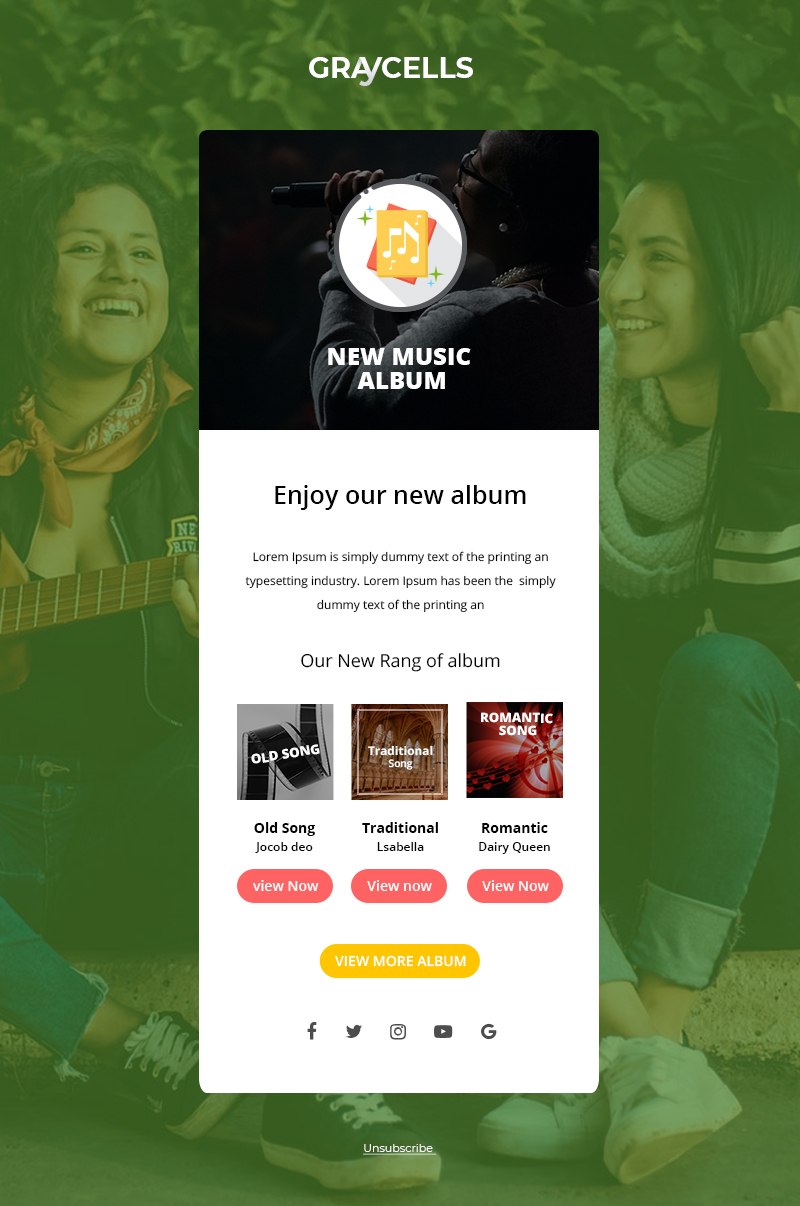 GRAYCELLS
NEW MUSIC
ALBUM
Enjoy our new album
Lorem Ipsum is simply dummy text of the printing an
typesetting industry. Lorem Ipsum has been the  simply
dummy text of the printing an
Our New Rang of album
OLD SONG
Traditional
Song
ROMANTIC
SONG
Old Song
Jocob deo
Traditional
Lsabella
Romantic
Dairy Queen
view Now
View now
View Now
VIEW MORE ALBUM
Unsubscribe